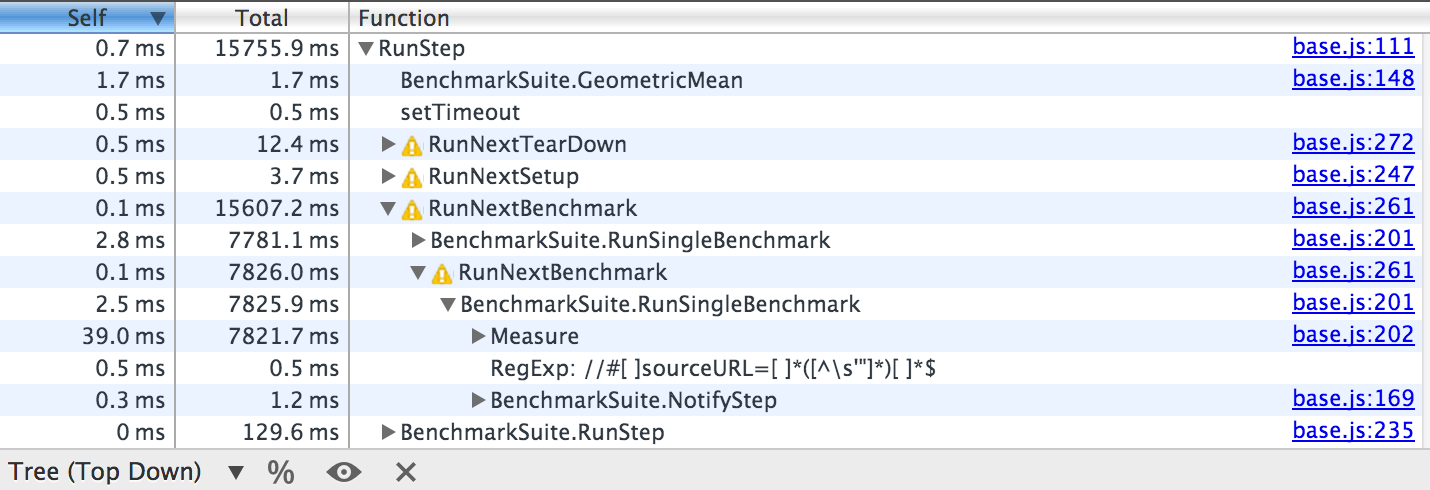 Self Total Function
0.7 ms 15755.9 ms RunStep base.js:111
1.7 ms 1.7 ms BenchmarkSuite.GeometricMean base.js:148
0.5 ms 0.5 ms setTimeout
0.5 ms 12.4 ms RunNextTearDown base.js:272
0.5 ms 3.7 ms RunNextSetup base.js:247
0.1 ms 15607.2 ms RunNextBenchmark base.js:261
2.8 ms 7781.1 ms BenchmarkSuite.RunSingleBenchmark base.js:201
0.1 ms 7826.0 ms RunNextBenchmark base.js:261
2.5 ms 7825.9 ms BenchmarkSuite.RunSingleBenchmark base.js:201
39.0 ms 7821.7 ms Measure base.js:202
0.5 ms 0.5 ms RegExp: //#[ ]sourceURL=[ ]*([^\s'"]*)[ ]*$
0.3 ms 1.2 ms BenchmarkSuite.NotifyStep base.js:169
0 ms 129.6 ms BenchmarkSuite.RunStep base.js:235
Tree (Top Down) %